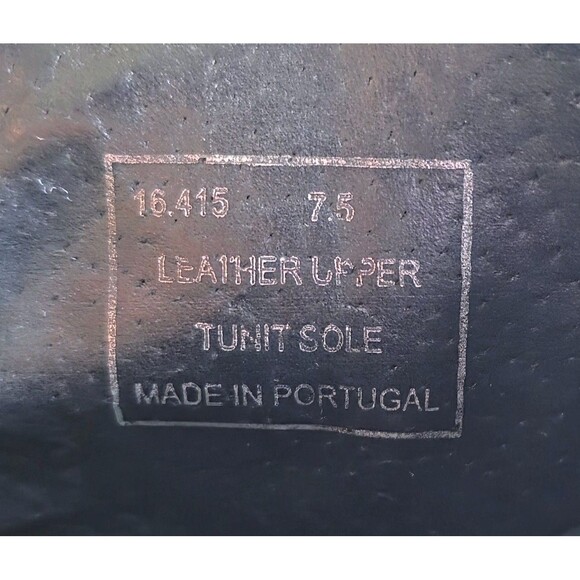 16.415 7.5
LEATHER UPPER
TUNIT SOLE
MADE IN PORTUGAL